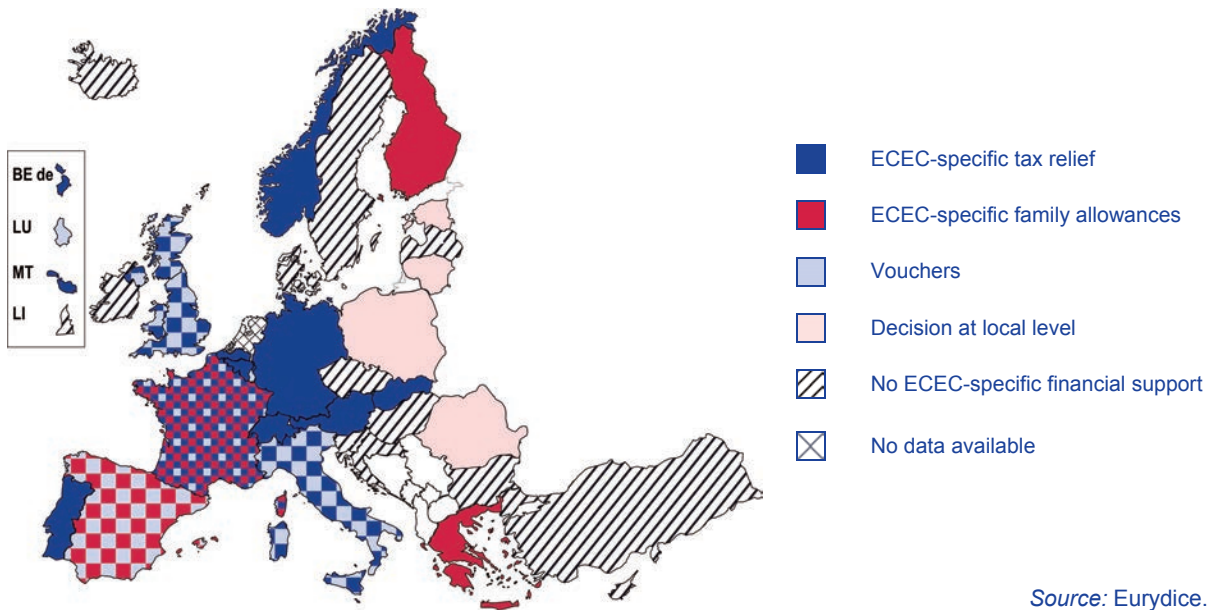 BE de
LU
MT
LI
ECEC-specific tax relief
ECEC-specific family allowances
Vouchers
Decision at local level
No ECEC-specific financial support
No data available
Source: Eurydice.